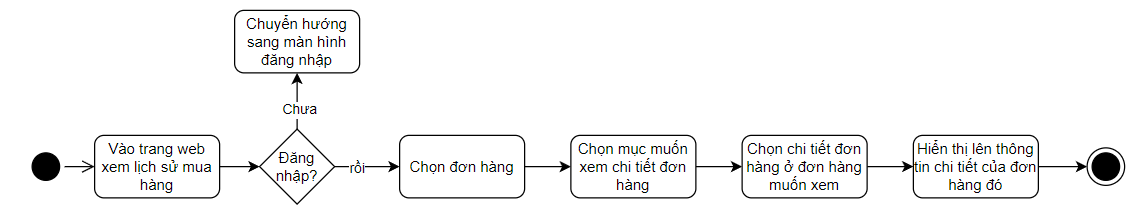 Chuyển hướng
sang màn hình
đăng nhập
Chưa
Vào trang web
xem lịch sử mua
hàng
Đăng
nhập?
rồi
Chọn đơn hàng
Chọn mục muốn
xem chi tiết đơn
hàng
Chọn chi tiết đơn
hàng ở đơn hàng
muốn xem
Hiển thị lên thông
tin chi tiết của đơn
hàng đó